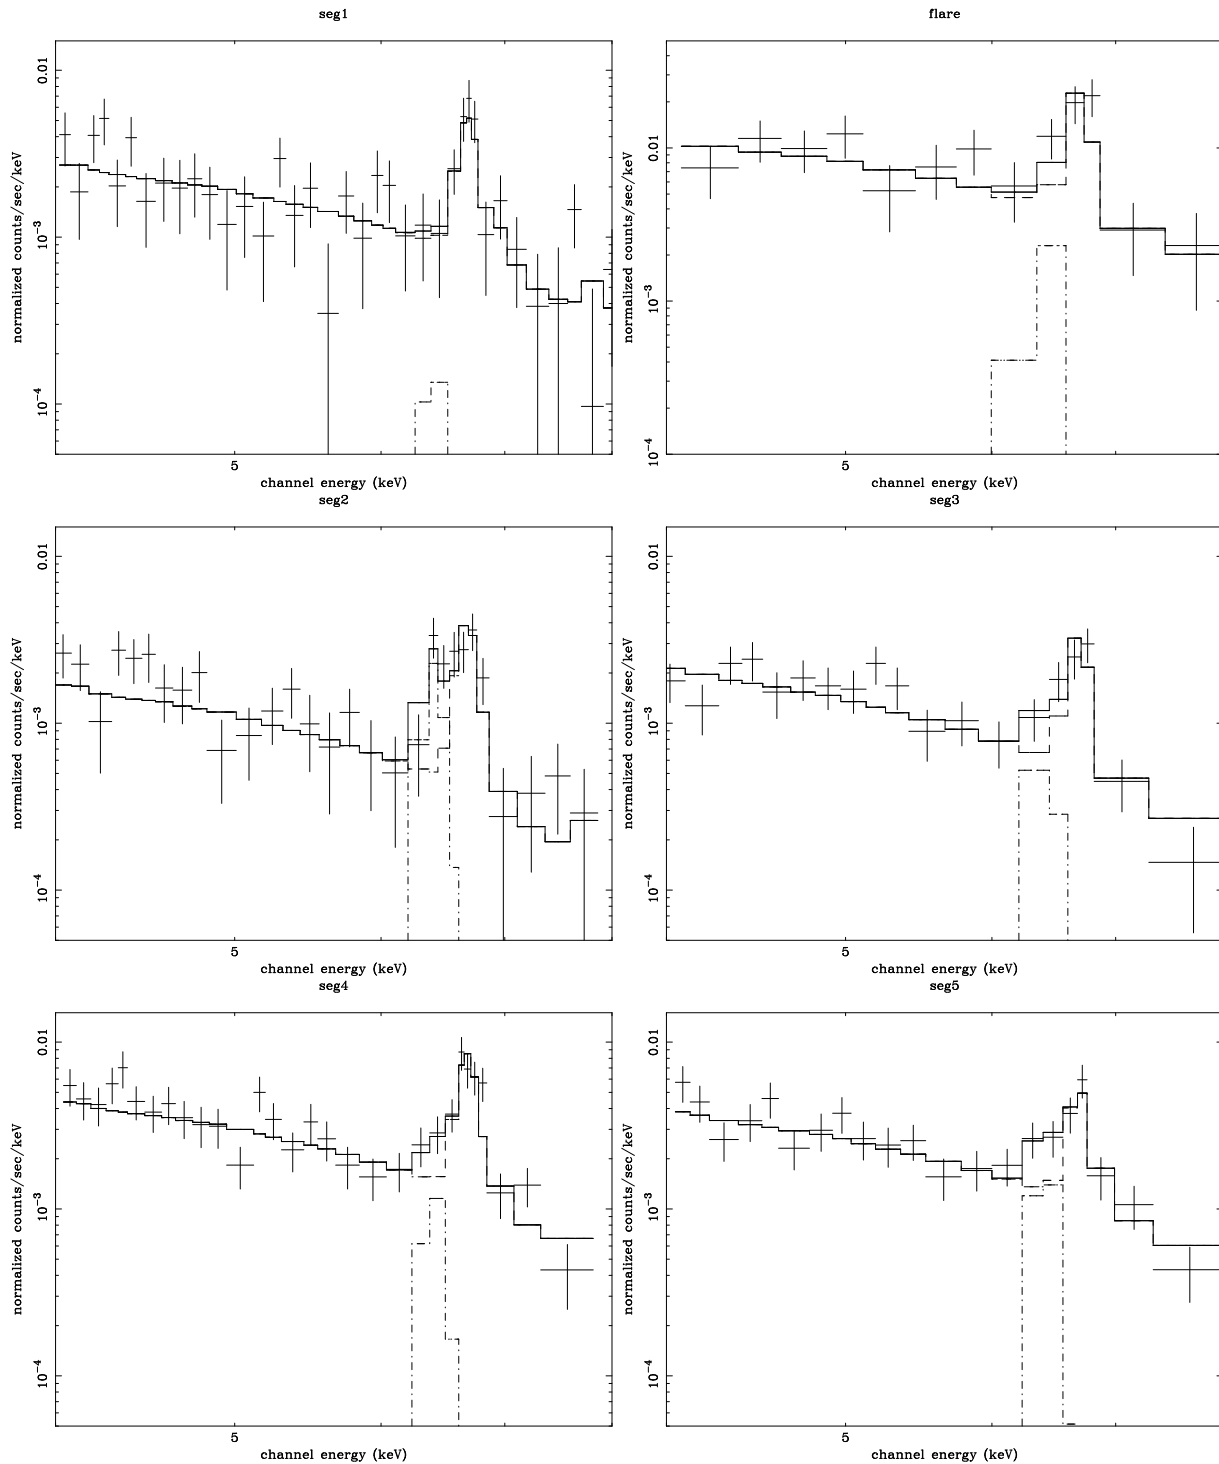 seg1
flare
0.01
10^-3
10^-4
normalized counts/sec/keV
5
channel energy (keV)
0.01
10^-3
10^-4
normalized counts/sec/keV
5
channel energy (keV)
seg2
seg3
0.01
10^-3
10^-4
normalized counts/sec/keV
5
channel energy (keV)
0.01
10^-3
10^-4
normalized counts/sec/keV
5
channel energy (keV)
seg4
seg5
0.01
10^-3
10^-4
normalized counts/sec/keV
5
channel energy (keV)
0.01
10^-3
10^-4
normalized counts/sec/keV
5
channel energy (keV)